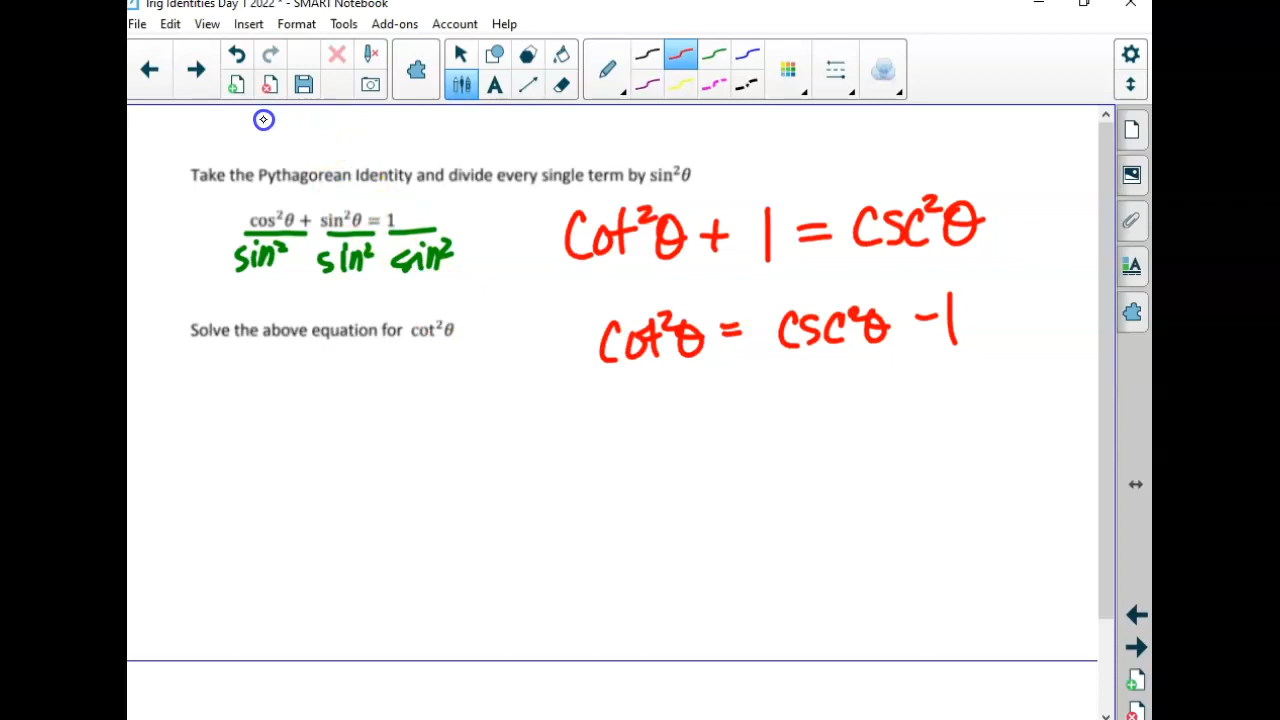 Trig Identities Day 1 2022 * - SMART Notebook
File Edit View Insert Format Tools Add-ons Account Help
Take the Pythagorean Identity and divide every single term by sin²θ
cos²θ + sin²θ = 1
sin² sin² sin²
cot²θ + 1 = csc²θ
Solve the above equation for cot²θ
cot²θ = csc²θ - 1